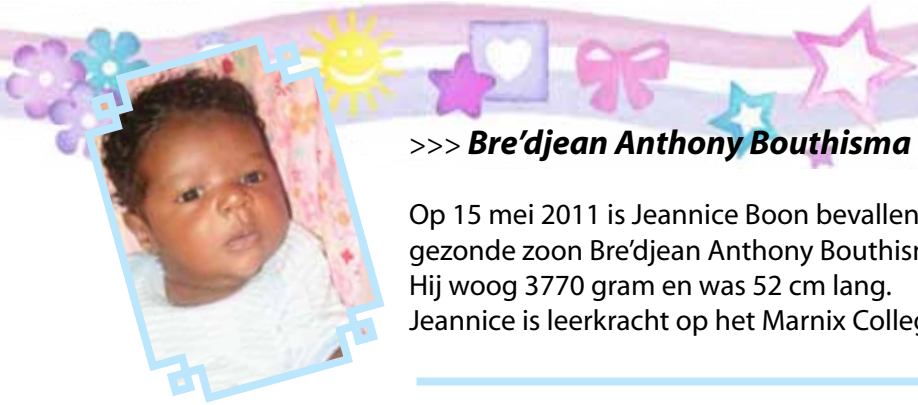 >>> Bre’djean Anthony Bouthisma
Op 15 mei 2011 is Jeannice Boon bevallen
gezonde zoon Bre’djean Anthony
Hij woog 3770 gram en was 52 cm lang.
Jeannice is leerkracht op het Marnix